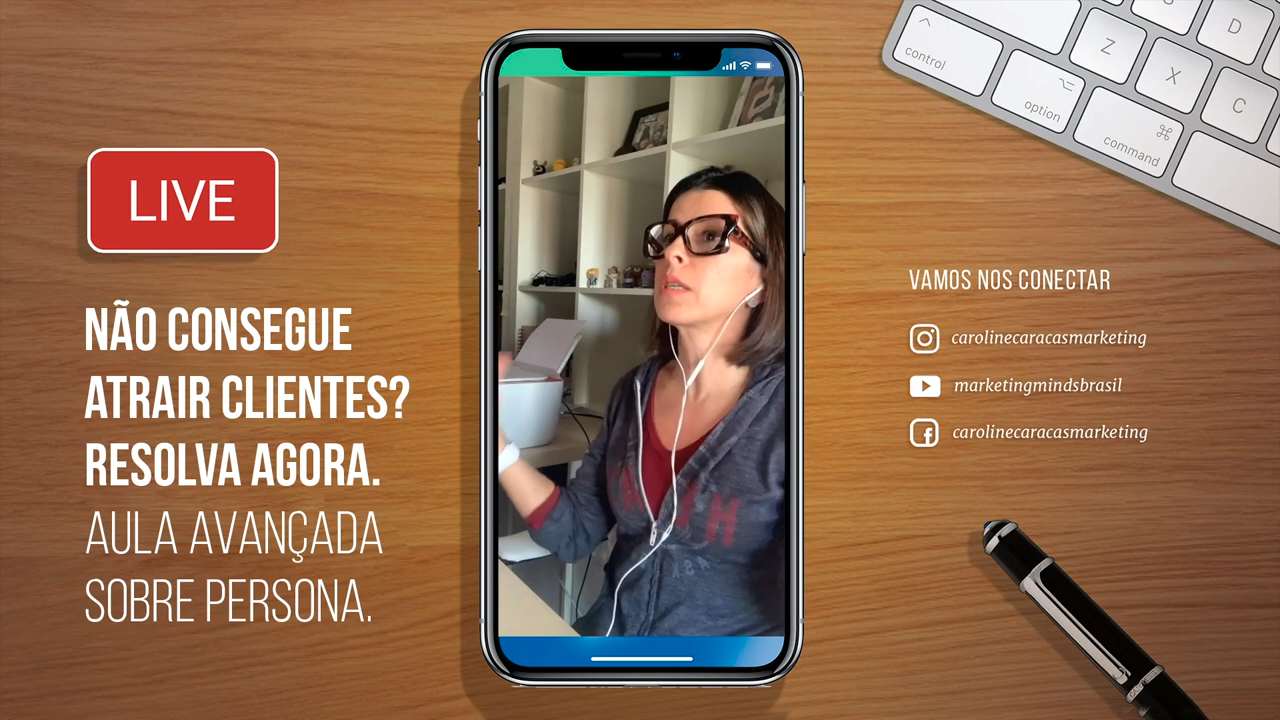 LIVE
NÃO CONSEGUE
ATRAIR CLIENTES?
RESOLVA AGORA.
AULA AVANÇADA
SOBRE PERSONA.
VAMOS NOS CONECTAR
carolinecaracasmarketing
marketingmindsbrasil
carolinecaracasmarketing
control
option
command
Z
X
C
S
D